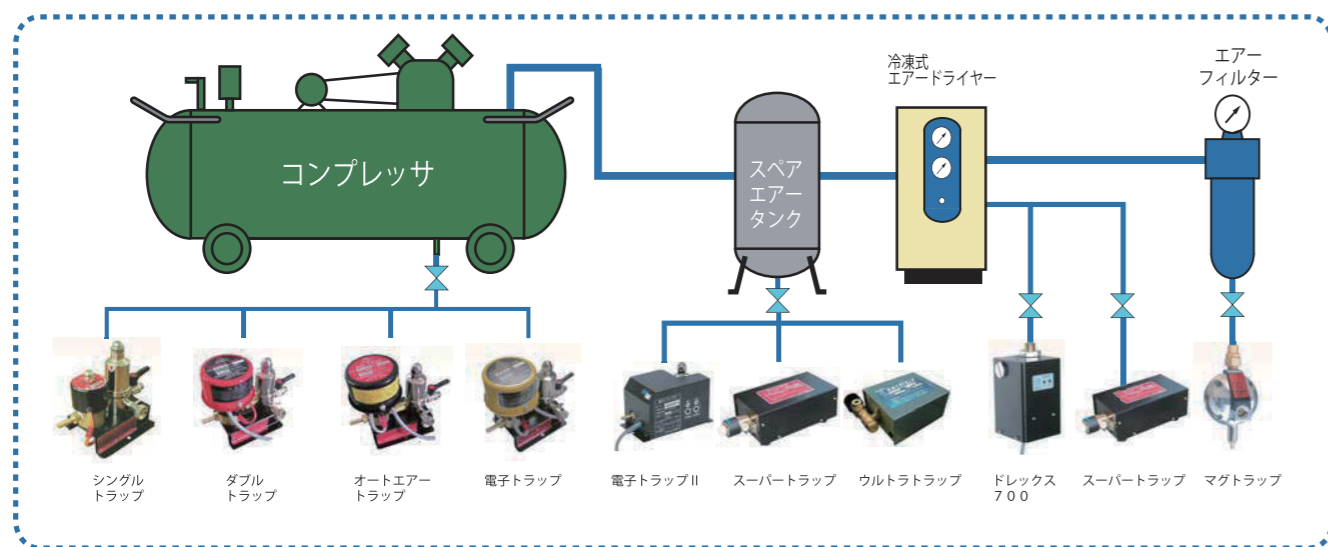 コンプレッサ
スペア
エアー
タンク
冷凍式
エアードライヤー
エアー
フィルター
シングル
トラップ
ダブル
トラップ
オートエアー
トラップ
電子トラップ
電子トラップⅡ
スーパートラップ
ウルトラトラップ
ドレックス
７００
スーパートラップ
マグトラップ